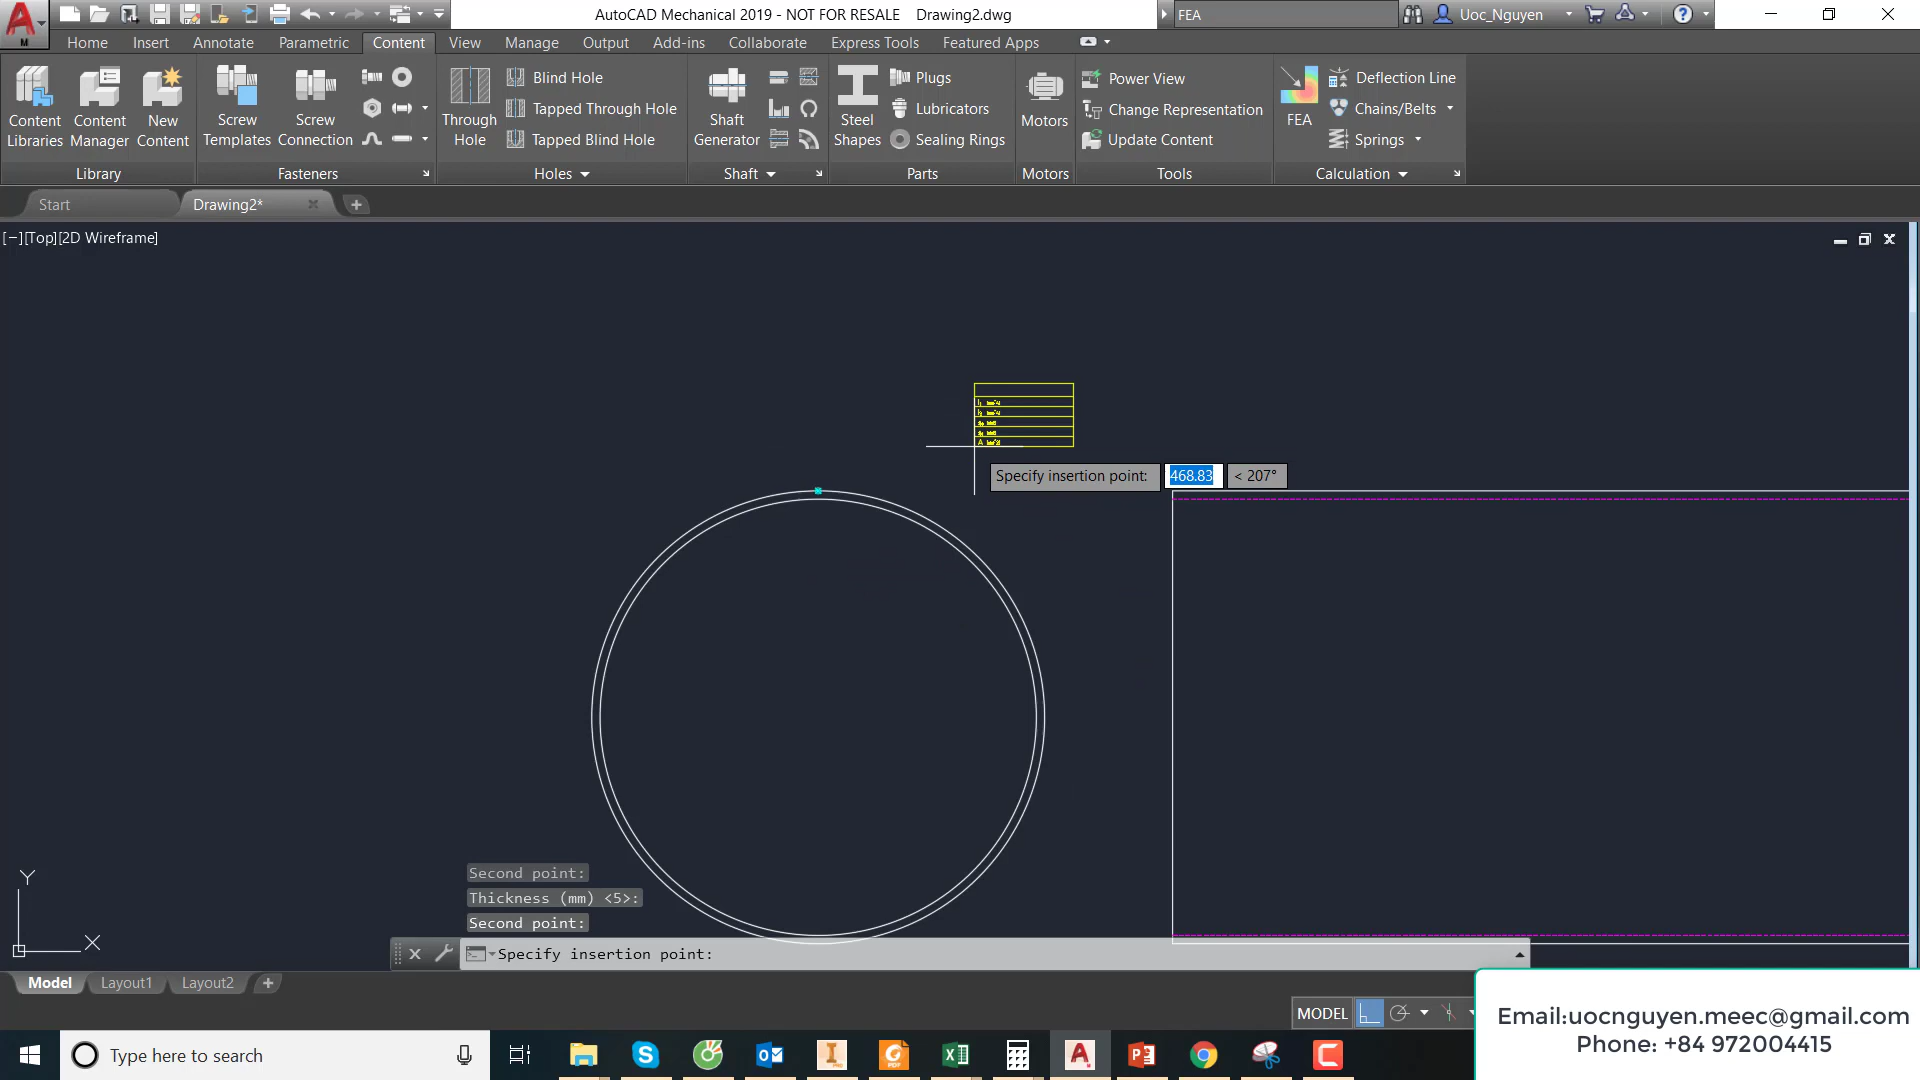 AutoCAD Mechanical 2019 - NOT FOR RESALE Drawing2.dwg
FEA
Uoc_Nguyen
Home Insert Annotate Parametric Content View Manage Output Add-ins Collaborate Express Tools Featured Apps
Content Libraries
Content Manager
New Content
Library
Screw Templates
Screw Connection
Fasteners
Through Hole
Blind Hole
Tapped Through Hole
Tapped Blind Hole
Holes
Shaft Generator
Shaft
Steel Shapes
Plugs
Lubricators
Sealing Rings
Parts
Motors
Motors
Power View
Change Representation
Update Content
Tools
FEA
Deflection Line
Chains/Belts
Springs
Calculation
Start
Drawing2*
[−][Top][2D Wireframe]
Specify insertion point: 468.83 < 207°
Second point:
Thickness (mm) <5>:
Second point:
Specify insertion point:
Y
X
Model Layout1 Layout2
MODEL
Email:uocnguyen.meec@gmail.com
Phone: +84 972004415
Type here to search